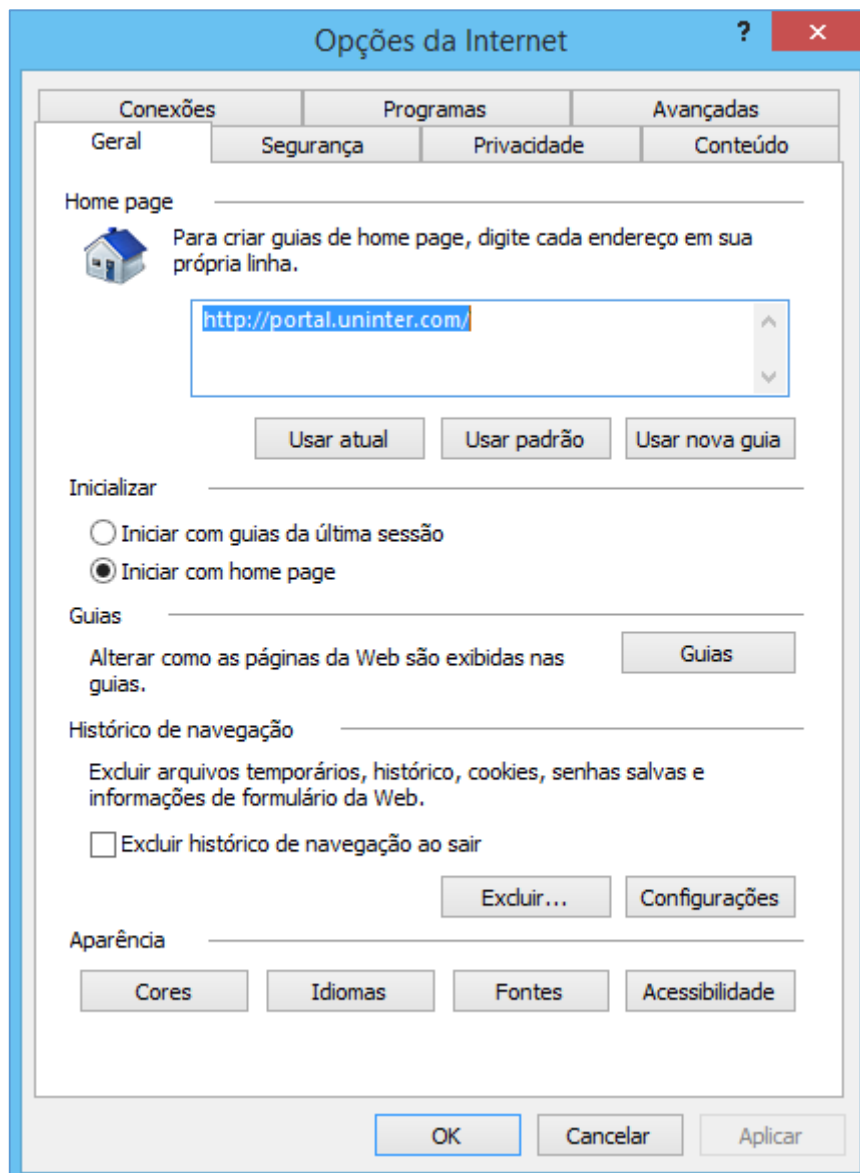 Opções da Internet
?
×
Conexões Programas Avançadas
Geral Segurança Privacidade Conteúdo
Home page
Para criar guias de home page, digite cada endereço em sua
própria linha.
http://portal.uninter.com/
Usar atual Usar padrão Usar nova guia
Inicializar
Iniciar com guias da última sessão
Iniciar com home page
Guias
Alterar como as páginas da Web são exibidas nas
guias.
Guias
Histórico de navegação
Excluir arquivos temporários, histórico, cookies, senhas salvas e
informações de formulário da Web.
Excluir histórico de navegação ao sair
Excluir... Configurações
Aparência
Cores Idiomas Fontes Acessibilidade
OK Cancelar Aplicar